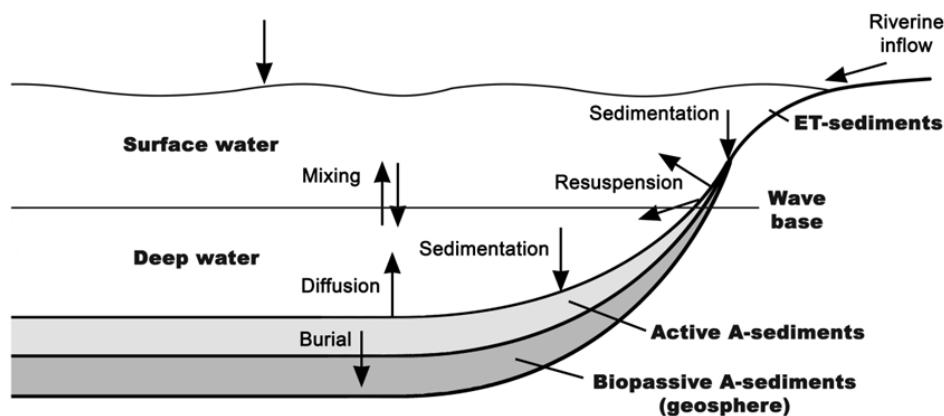 Riverine
inflow
Sedimentation
ET-sediments
Surface water
Mixing
Resuspension
Wave
base
Deep water
Sedimentation
Diffusion
Burial
Active A-sediments
Biopassive A-sediments
(geosphere)